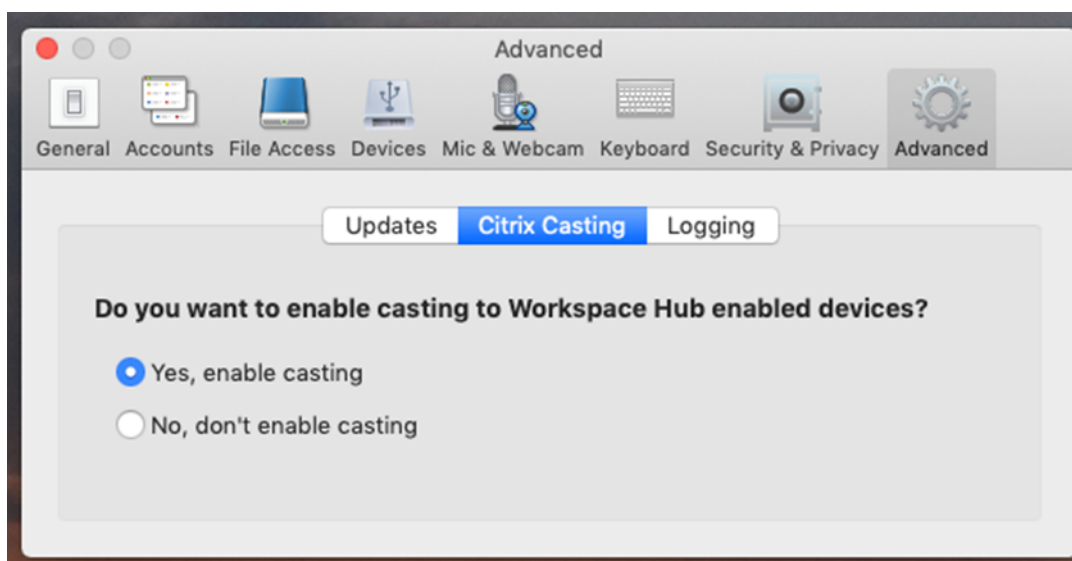 Advanced
General Accounts File Access Devices Mic & Webcam Keyboard Security & Privacy Advanced
Updates Citrix Casting Logging
Do you want to enable casting to Workspace Hub enabled devices?
Yes, enable casting
No, don't enable casting